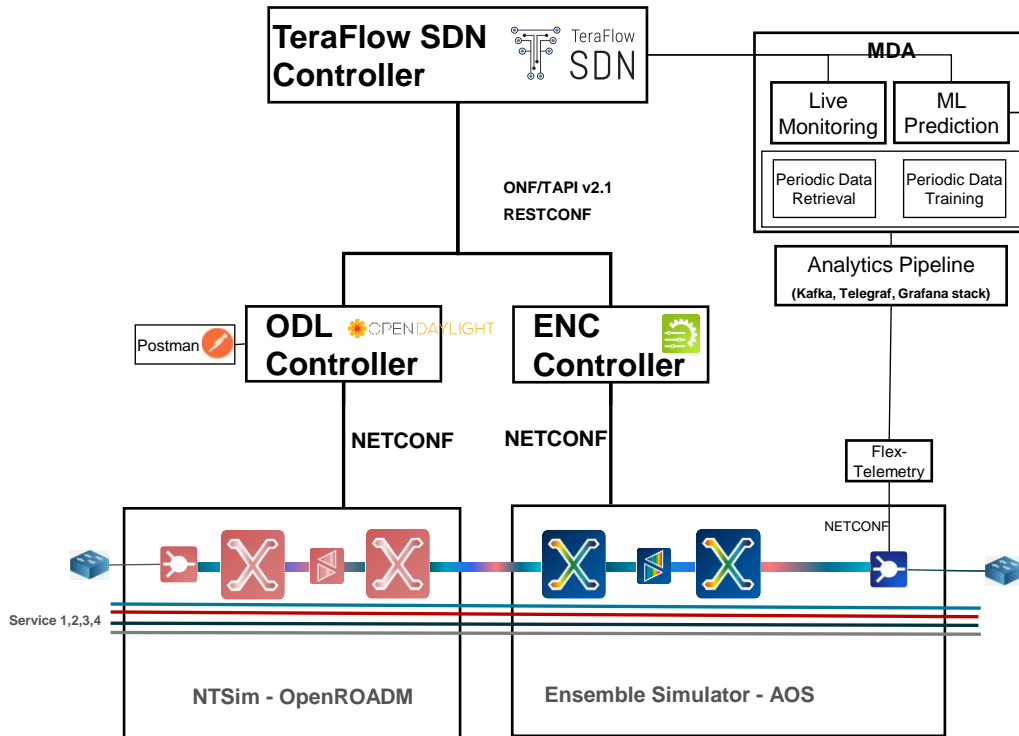 TeraFlow SDN
Controller
TeraFlow
SDN
MDA
Live
Monitoring
ML
Prediction
Periodic Data
Retrieval
Periodic Data
Training
ONF/TAPI v2.1
RESTCONF
Analytics Pipeline
(Kafka, Telegraf, Grafana stack)
Postman
ODL
Controller
OPENDAYLIGHT
ENC
Controller
NETCONF
NETCONF
Flex-
Telemetry
NETCONF
Service 1,2,3,4
NTSim - OpenROADM
Ensemble Simulator - AOS